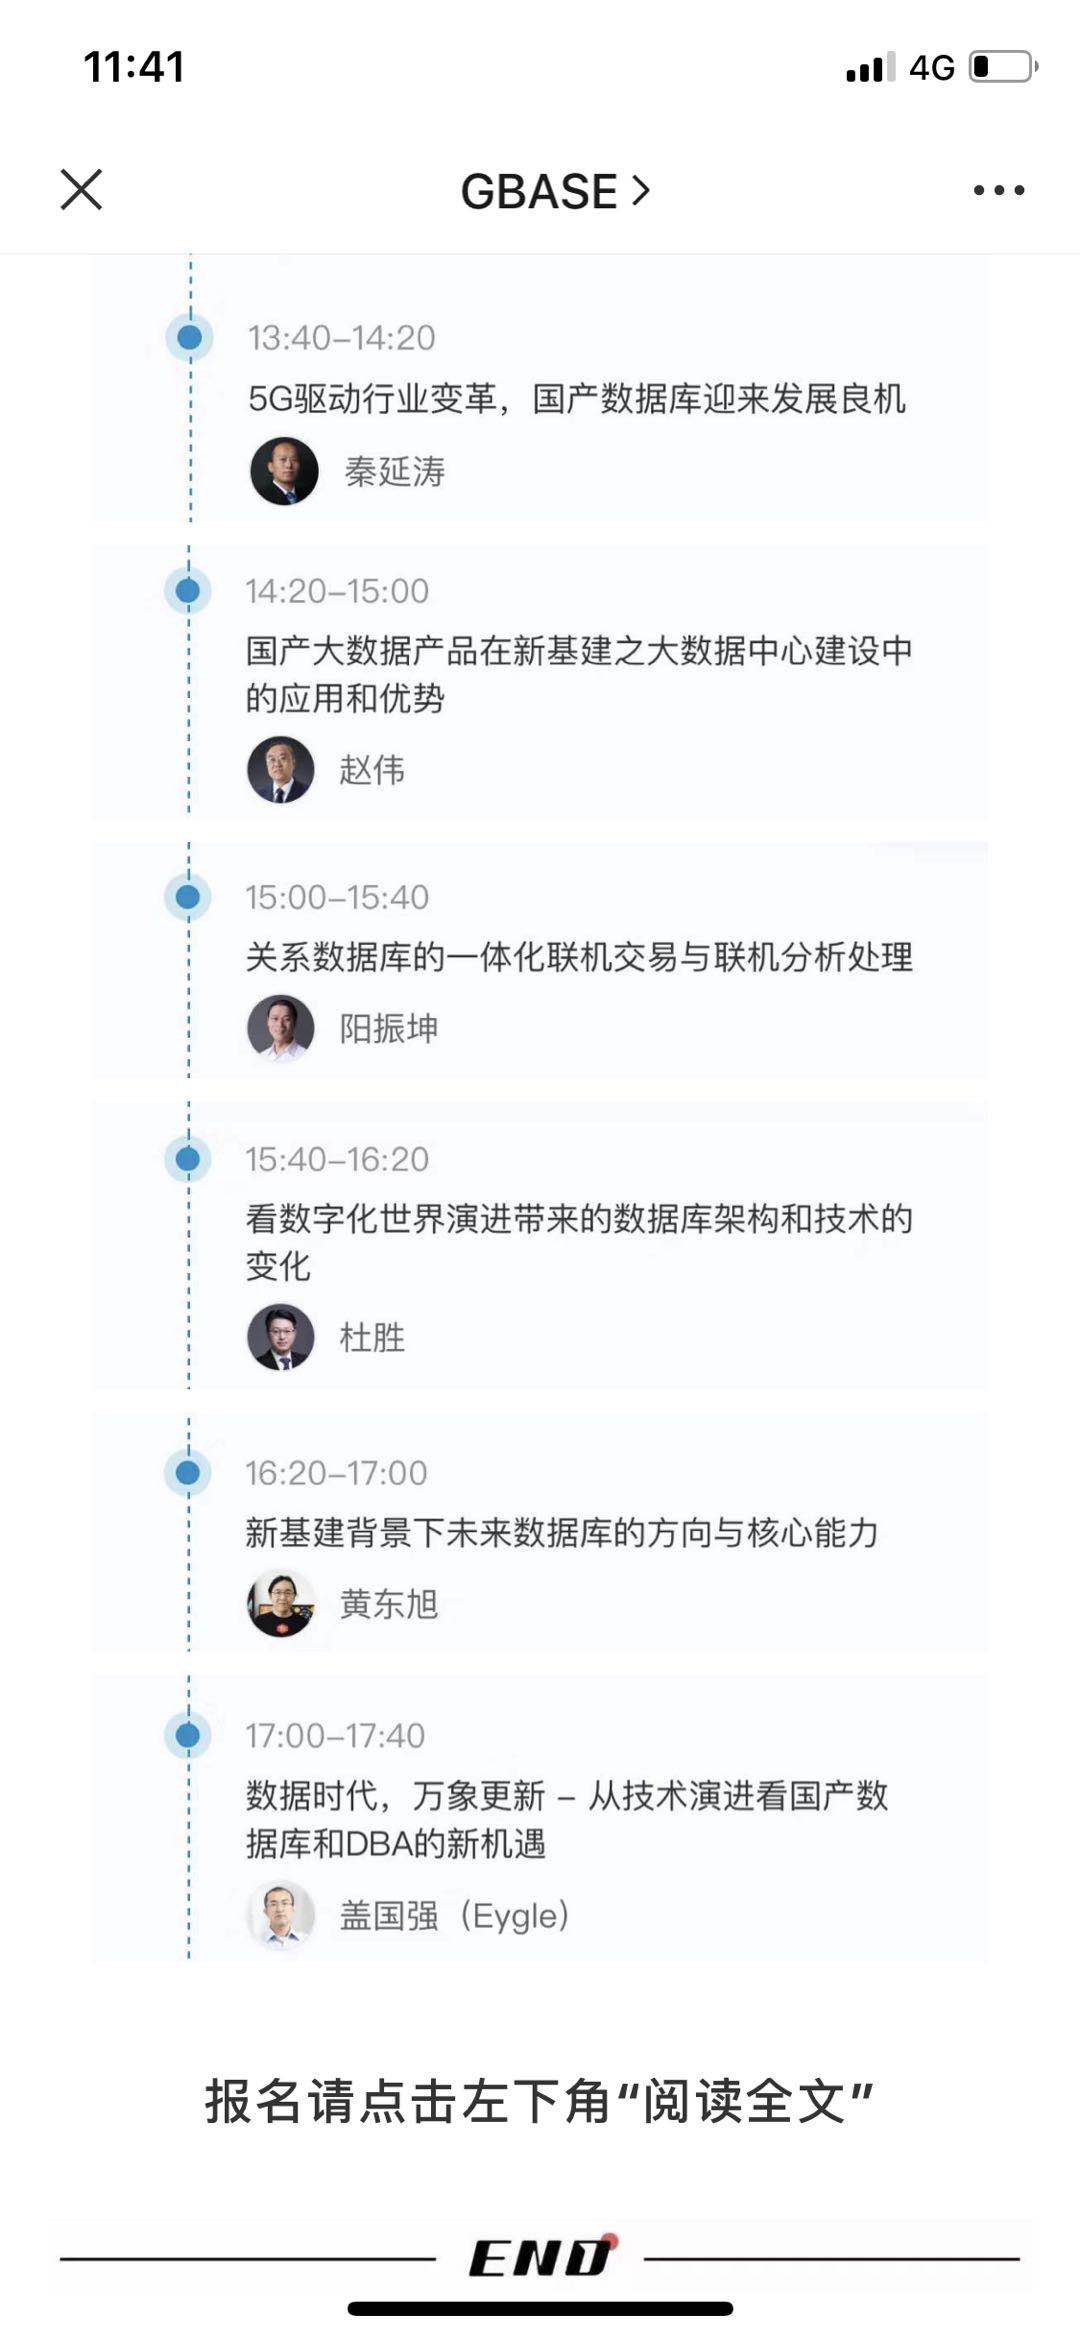 11:41
4G
GBASE
13:40–14:20
5G驱动行业变革，国产数据库迎来发展良机
秦延涛
14:20–15:00
国产大数据产品在新基建之大数据中心建设中
的应用和优势
赵伟
15:00–15:40
关系数据库的一体化联机交易与联机分析处理
阳振坤
15:40–16:20
看数字化世界演进带来的数据库架构和技术的
变化
杜胜
16:20–17:00
新基建背景下未来数据库的方向与核心能力
黄东旭
17:00–17:40
数据时代，万象更新 – 从技术演进看国产数
据库和DBA的新机遇
盖国强（Eygle）
报名请点击左下角“阅读全文”
END